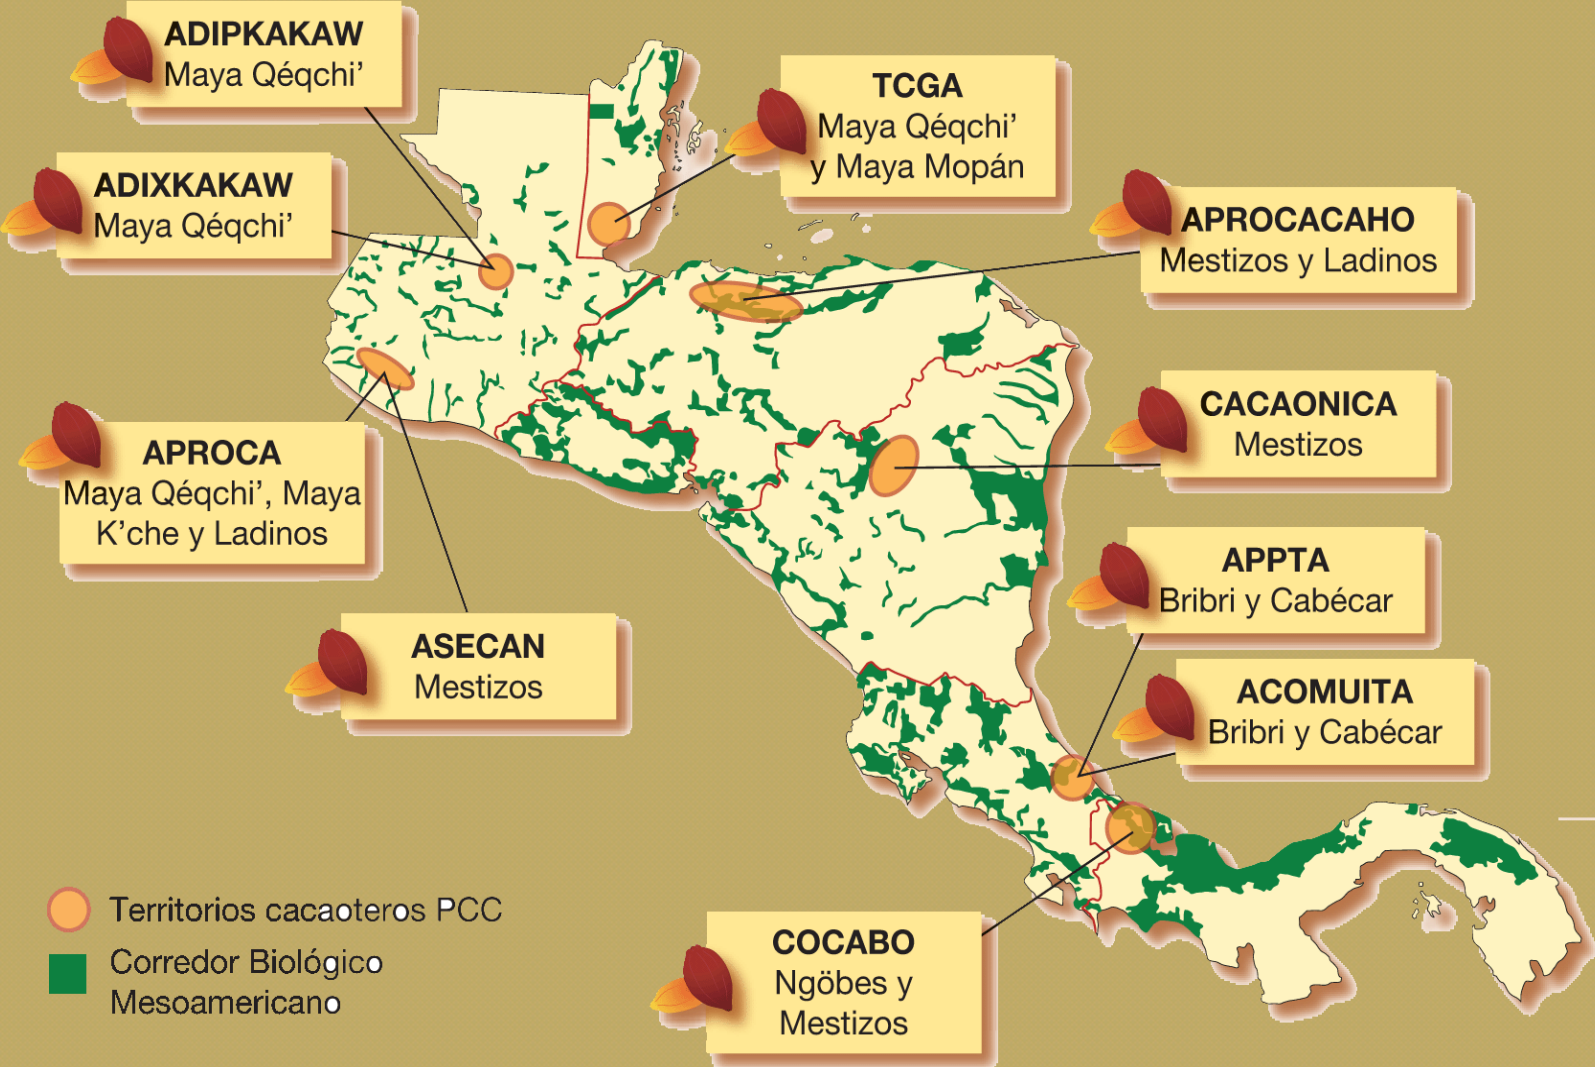 ADIPKAKAW
Maya Qéqchi’
TCGA
Maya Qéqchi’
y Maya Mopán
ADIXKAKAW
Maya Qéqchi’
APROCACAHO
Mestizos y Ladinos
CACAONICA
Mestizos
APROCA
Maya Qéqchi’, Maya
K’che y Ladinos
APPTA
Bribri y Cabécar
ASECAN
Mestizos
ACOMUITA
Bribri y Cabécar
Territorios cacaoteros PCC
Corredor Biológico
Mesoamericano
COCABO
Ngöbes y
Mestizos